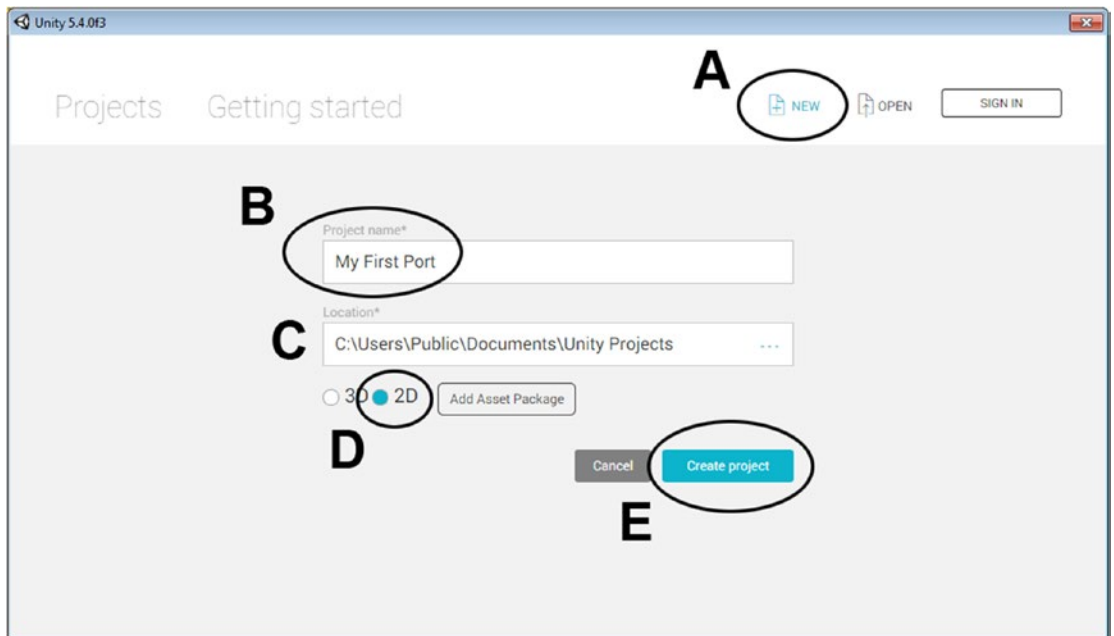 Unity 5.4.0f3
A
Projects Getting started NEW OPEN SIGN IN
B
Project name*
My First Port
Location*
C
C:\Users\Public\Documents\Unity Projects ...
3D 2D Add Asset Package
D
Cancel Create project
E